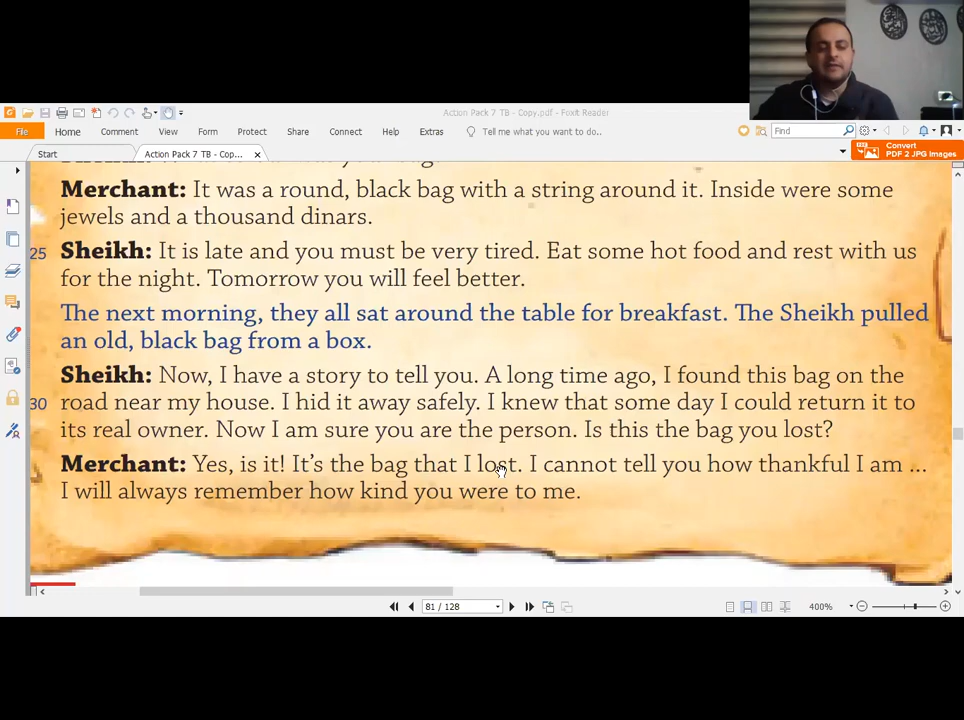 Action Pack 7 TB - Copy.pdf - Foxit Reader
File Home Comment View Form Protect Share Connect Help Extras Tell me what you want to do.. Find
Start Action Pack 7 TB - Cop... Convert
PDF 2 JPG Images
Merchant: It was a round, black bag with a string around it. Inside were some
jewels and a thousand dinars.
25 Sheikh: It is late and you must be very tired. Eat some hot food and rest with us
for the night. Tomorrow you will feel better.
The next morning, they all sat around the table for breakfast. The Sheikh pulled
an old, black bag from a box.
Sheikh: Now, I have a story to tell you. A long time ago, I found this bag on the
30 road near my house. I hid it away safely. I knew that some day I could return it to
its real owner. Now I am sure you are the person. Is this the bag you lost?
Merchant: Yes, is it! It's the bag that I lost. I cannot tell you how thankful I am ...
I will always remember how kind you were to me.
81 / 128 400%